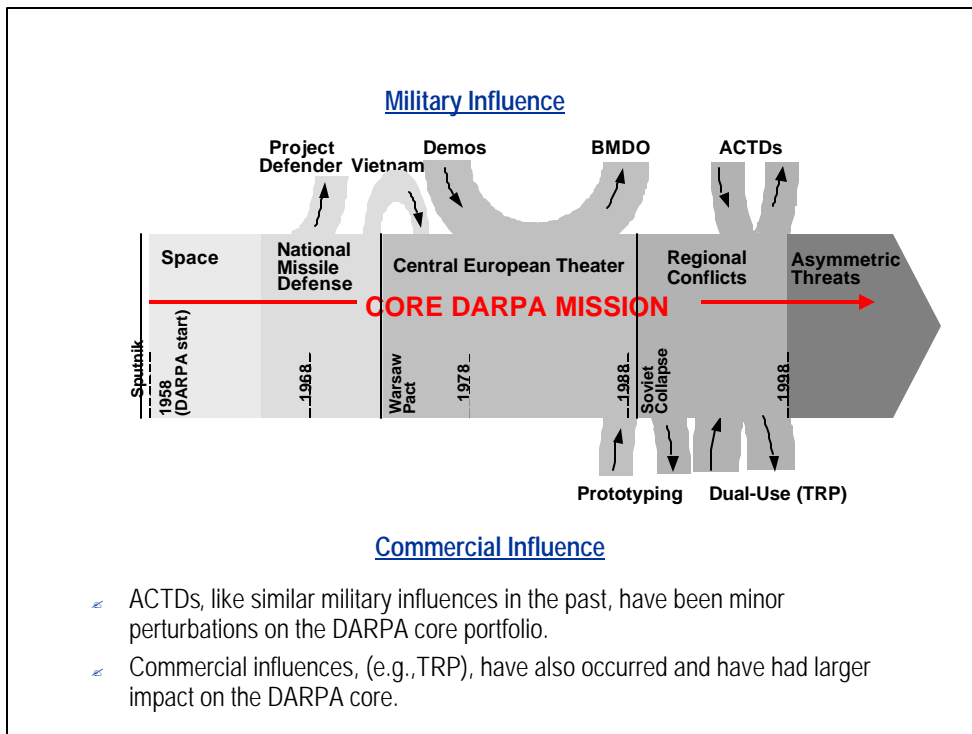 Military Influence
Project
Defender
Vietnam
Demos
BMDO
ACTDs
Space
National
Missile
Defense
Central European Theater
Regional
Conflicts
Asymmetric
Threats
CORE DARPA MISSION
Sputnik
1958
(DARPA start)
1968
Warsaw
Pact
1978
1988
Soviet
Collapse
1998
Prototyping
Dual-Use (TRP)
Commercial Influence
ACTDs, like similar military influences in the past, have been minor
perturbations on the DARPA core portfolio.
Commercial influences, (e.g.,TRP), have also occurred and have had larger
impact on the DARPA core.